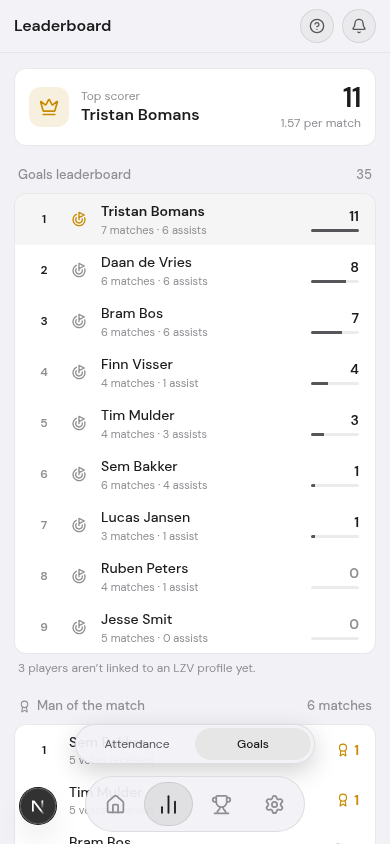 Leaderboard
Top scorer
Tristan Bomans
11
1.57 per match
Goals leaderboard 35
1 Tristan Bomans 11
7 matches · 6 assists
2 Daan de Vries 8
6 matches · 6 assists
3 Bram Bos 7
6 matches · 6 assists
4 Finn Visser 4
4 matches · 1 assist
5 Tim Mulder 3
4 matches · 3 assists
6 Sem Bakker 1
6 matches · 4 assists
7 Lucas Jansen 1
3 matches · 1 assist
8 Ruben Peters 0
4 matches · 1 assist
9 Jesse Smit 0
5 matches · 0 assists
3 players aren't linked to an LZV profile yet.
Man of the match 6 matches
1 Sem 1
5
Attendance Goals
Tim Mulder 1
N
Bram Bos